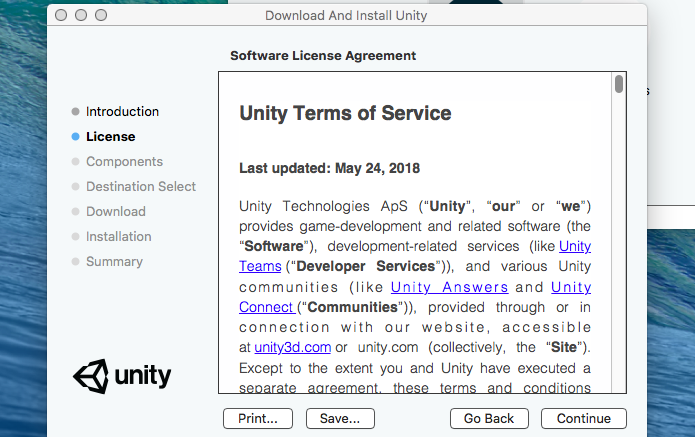 Download And Install Unity
Software License Agreement
Introduction
License
Components
Destination Select
Download
Installation
Summary
unity
Unity Terms of Service
Last updated: May 24, 2018
Unity Technologies ApS (“Unity”, “our” or “we”)
provides game-development and related software (the
“Software”), development-related services (like Unity
Teams (“Developer Services”)), and various Unity
communities (like Unity Answers and Unity
Connect (“Communities”)), provided through or in
connection with our website, accessible
at unity3d.com or unity.com (collectively, the “Site”).
Except to the extent you and Unity have executed a
separate agreement, these terms and conditions
Print...
Save...
Go Back
Continue